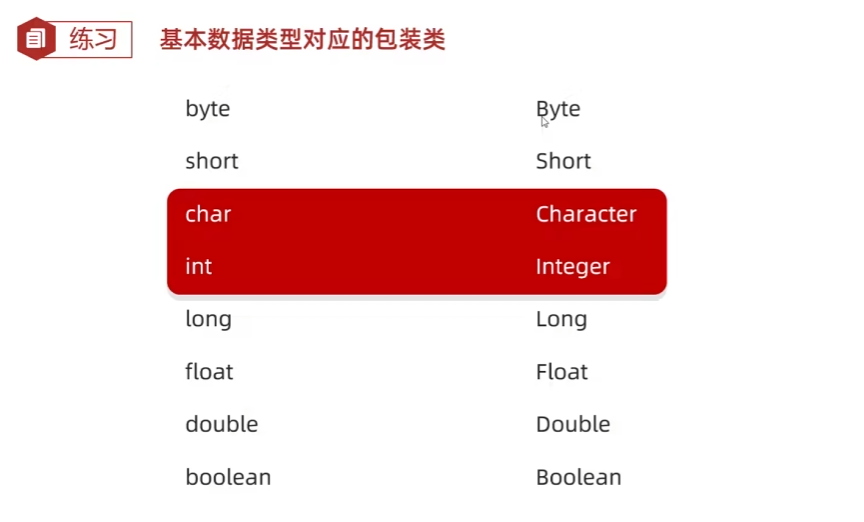 练习 基本数据类型对应的包装类
byte Byte
short Short
char Character
int Integer
long Long
float Float
double Double
boolean Boolean